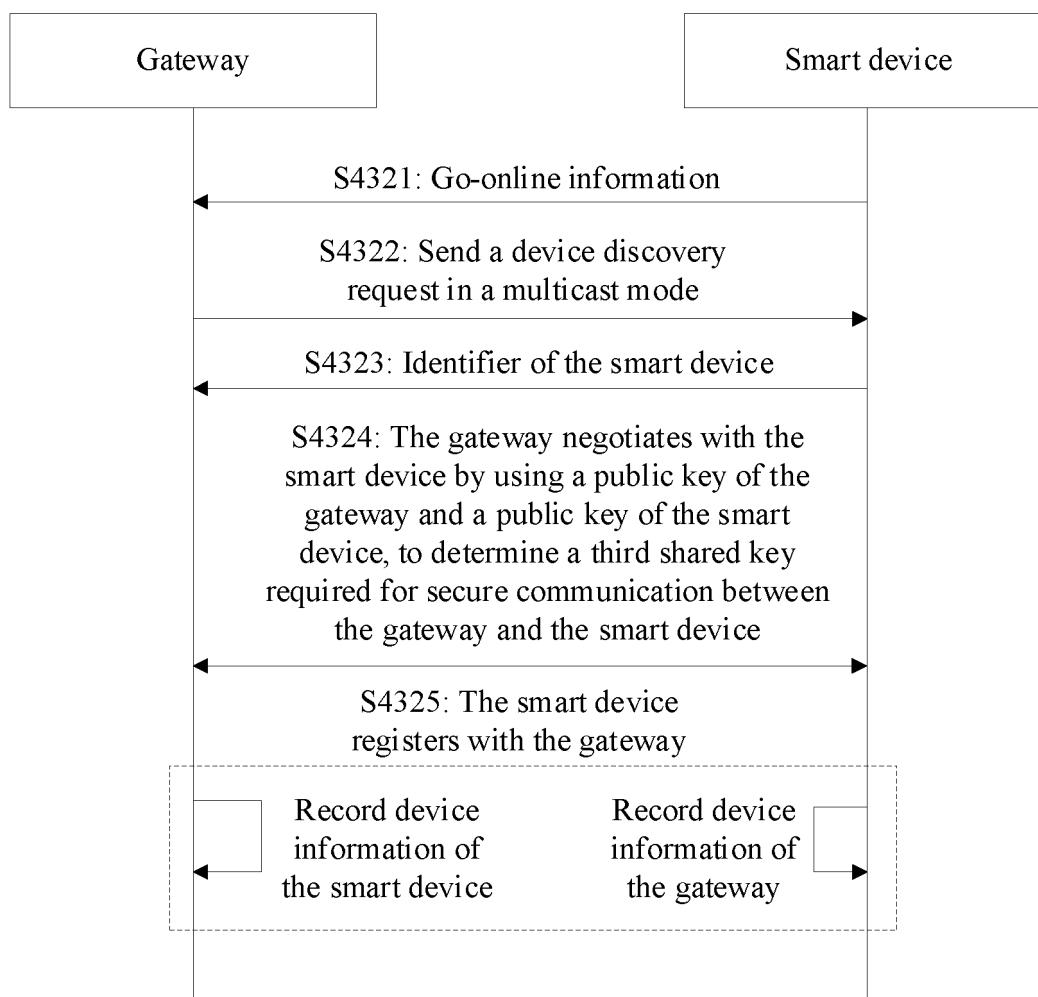 Gateway
Smart device
S4321: Go-online information
S4322: Send a device discovery
request in a multicast mode
S4323: Identifier of the smart device
S4324: The gateway negotiates with the
smart device by using a public key of the
gateway and a public key of the smart
device, to determine a third shared key
required for secure communication between
the gateway and the smart device
S4325: The smart device
registers with the gateway
Record device
information of
the smart device
Record device
information of
the gateway